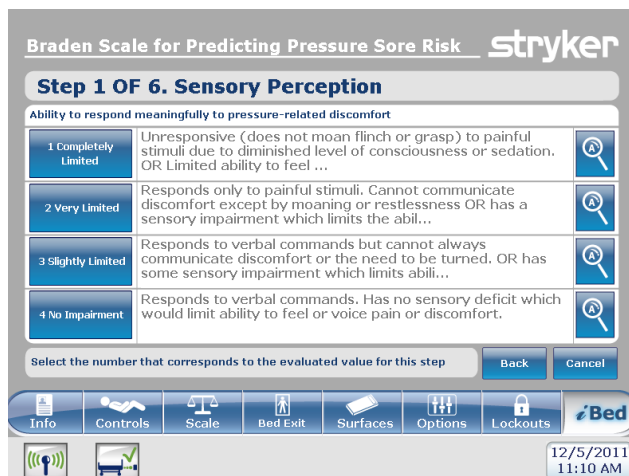 Braden Scale for Predicting Pressure Sore Risk
stryker
Step 1 OF 6. Sensory Perception
Ability to respond meaningfully to pressure-related discomfort
1 Completely
Limited
Unresponsive (does not moan flinch or grasp) to painful
stimuli due to diminished level of consciousness or sedation.
OR Limited ability to feel ...
A
2 Very Limited
Responds only to painful stimuli. Cannot communicate
discomfort except by moaning or restlessness OR has a
sensory impairment which limits the abil...
A
3 Slightly Limited
Responds to verbal commands but cannot always
communicate discomfort or the need to be turned. OR has
some sensory impairment which limits abili...
A
4 No Impairment
Responds to verbal commands. Has no sensory deficit which
would limit ability to feel or voice pain or discomfort.
A
Select the number that corresponds to the evaluated value for this step
Back
Cancel
Info
Controls
Scale
Bed Exit
Surfaces
Options
Lockouts
iBed
12/5/2011
11:10 AM